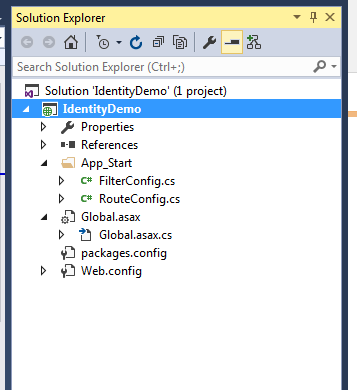 Solution Explorer
Search Solution Explorer (Ctrl+;)
Solution 'IdentityDemo' (1 project)
IdentityDemo
Properties
References
App_Start
C# FilterConfig.cs
C# RouteConfig.cs
Global.asax
Global.asax.cs
packages.config
Web.config